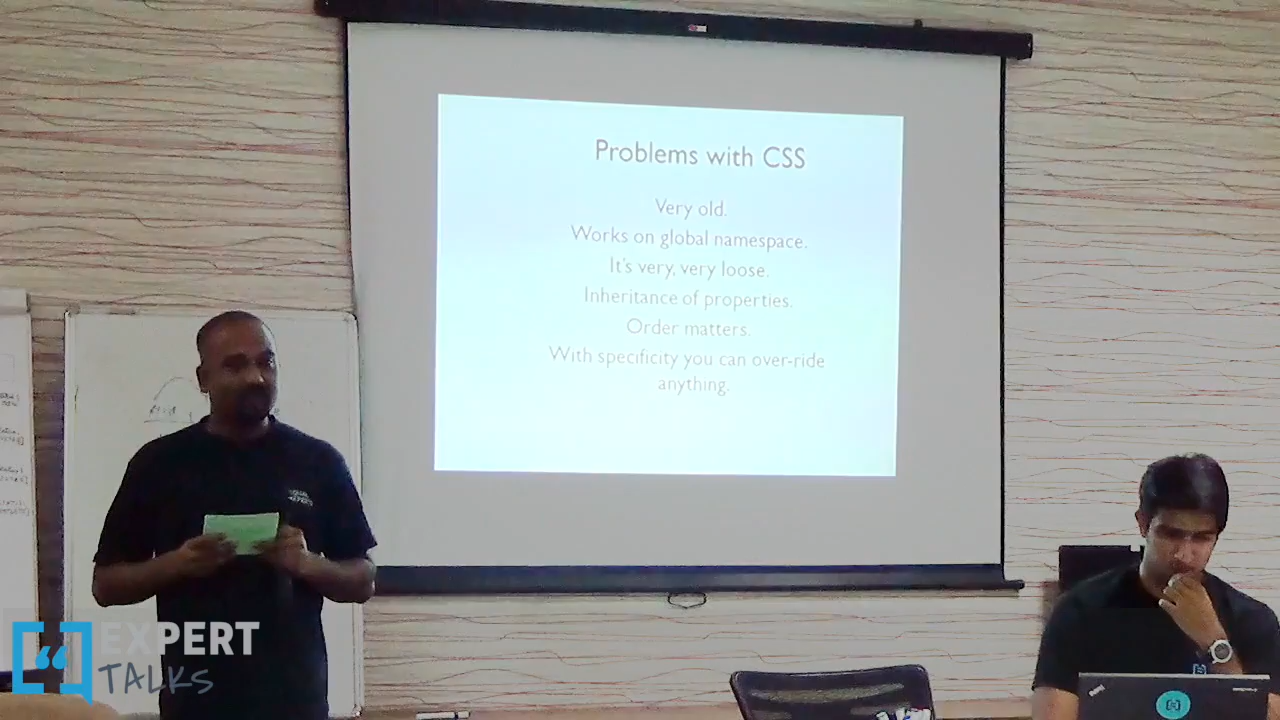 Problems with CSS
Very old.
Works on global namespace.
It's very, very loose.
Inheritance of properties.
Order matters.
With specificity you can over-ride
anything.
EXPERT
TALKS